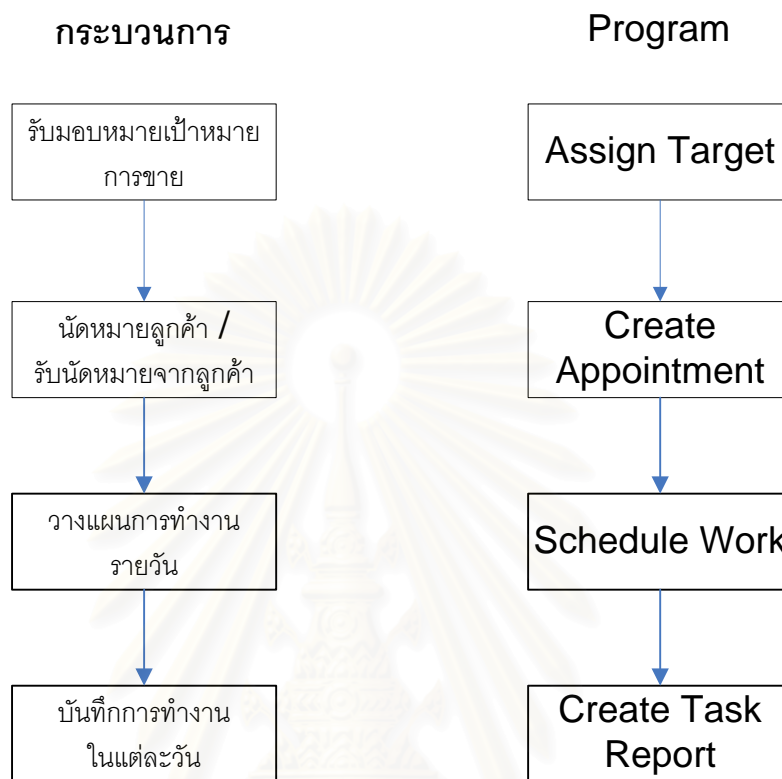 กระบวนการ
Program
รับมอบหมายเป้าหมาย
การขาย
Assign Target
นัดหมายลูกค้า /
รับนัดหมายจากลูกค้า
Create
Appointment
วางแผนการทำงาน
รายวัน
Schedule Work
บันทึกการทำงาน
ในแต่ละวัน
Create Task
Report